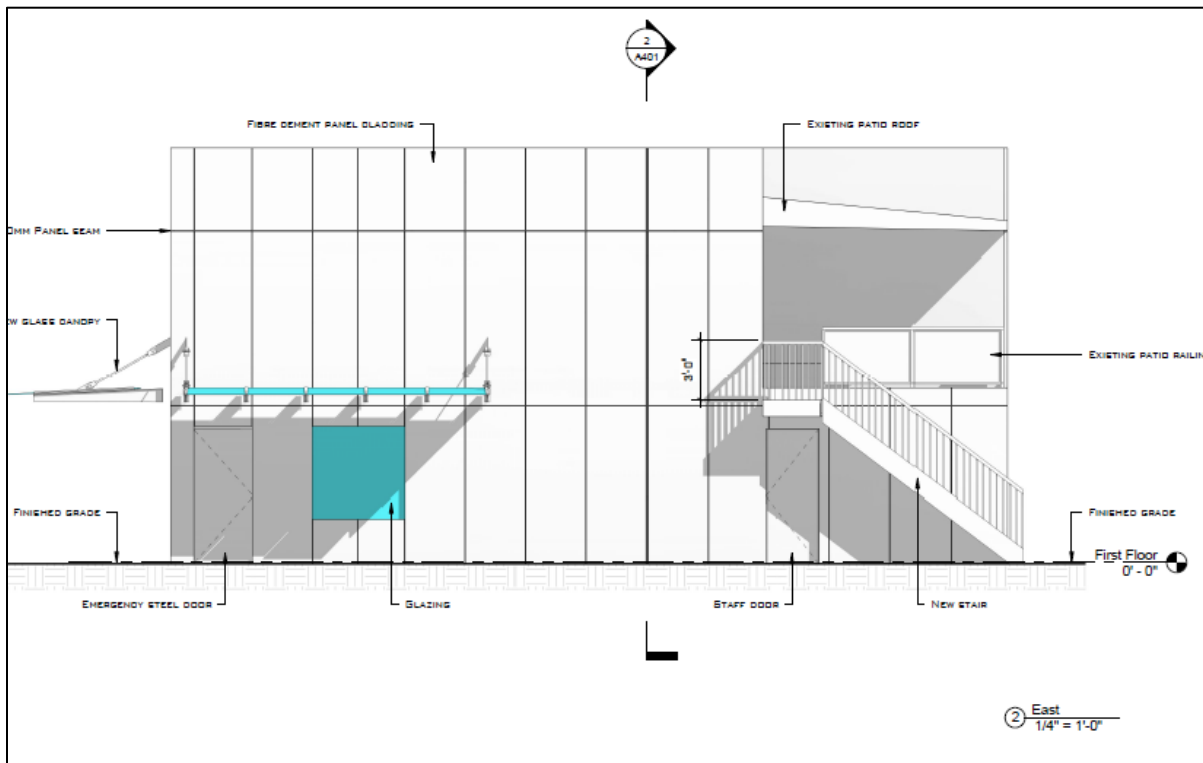 2
A401
FIBRE CEMENT PANEL CLADDING
EXISTING PATIO ROOF
0MM PANEL SEAM
GLASS CANOPY
3'-0"
EXISTING PATIO
FINISHED GRADE
FINISHED GRADE
First Floor
0' - 0"
EMERGENCY STEEL DOOR
GLAZING
STAFF DOOR
NEW STAIR
2
East
1/4" = 1'-0"